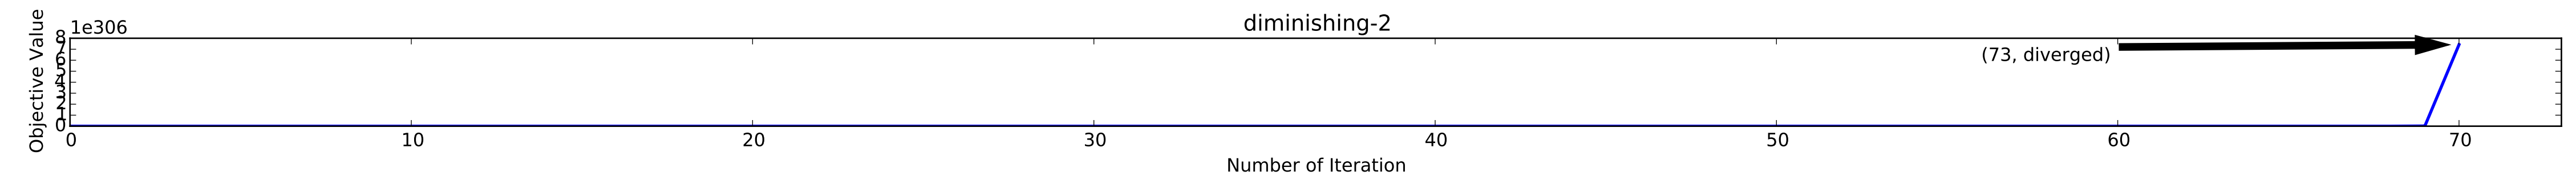 diminishing-2
1e306
Objective Value
8
7
6
5
4
3
2
1
0
(73, diverged)
0 10 20 30 40 50 60 70
Number of Iteration